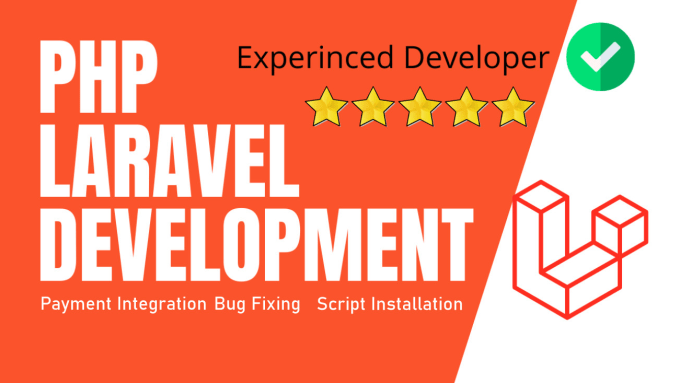 Experinced Developer
PHP
LARAVEL
DEVELOPMENT
Payment Integration Bug Fixing Script Installation